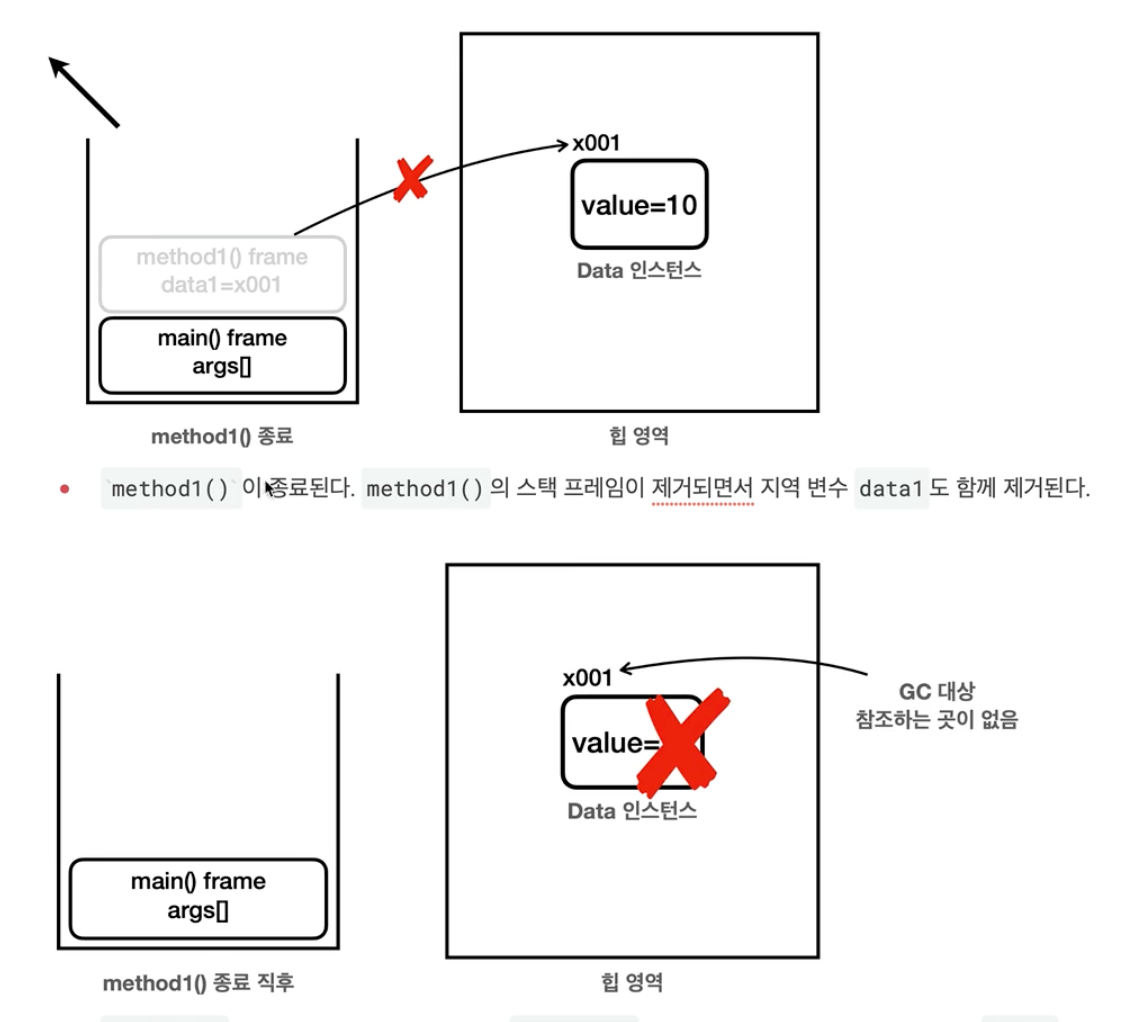 x001
value=10
Data 인스턴스
method1() frame
data1=x001
main() frame
args[]
method1() 종료
힙 영역
• `method1()` 이 종료된다. method1() 의 스택 프레임이 제거되면서 지역 변수 data1 도 함께 제거된다.
x001
GC 대상
참조하는 곳이 없음
value=
Data 인스턴스
main() frame
args[]
method1() 종료 직후
힙 영역